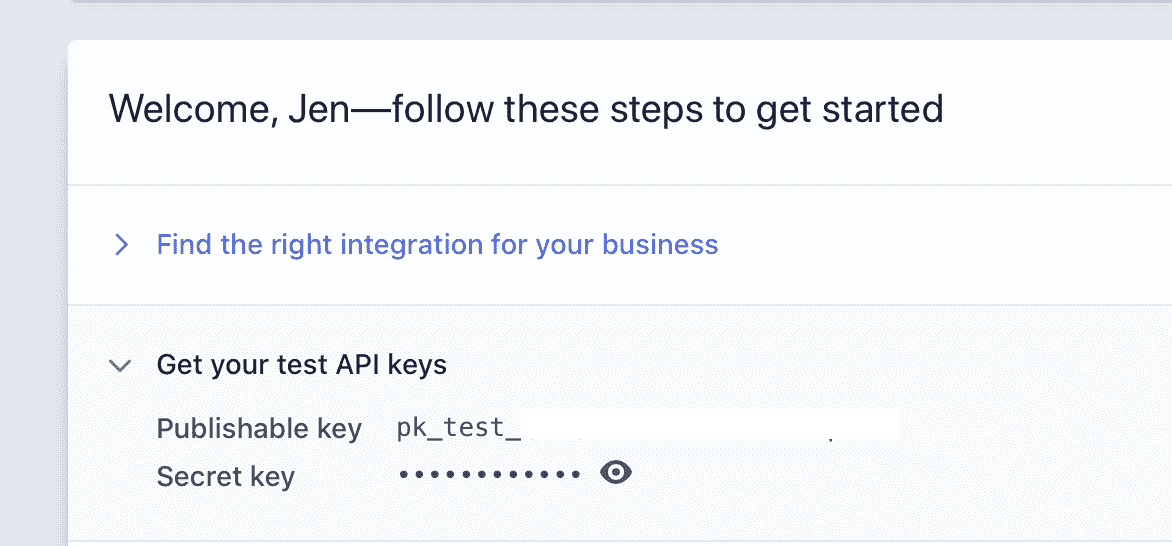 Welcome, Jen—follow these steps to get started
Find the right integration for your business
Get your test API keys
Publishable key pk_test_
Secret key ••••••••••••